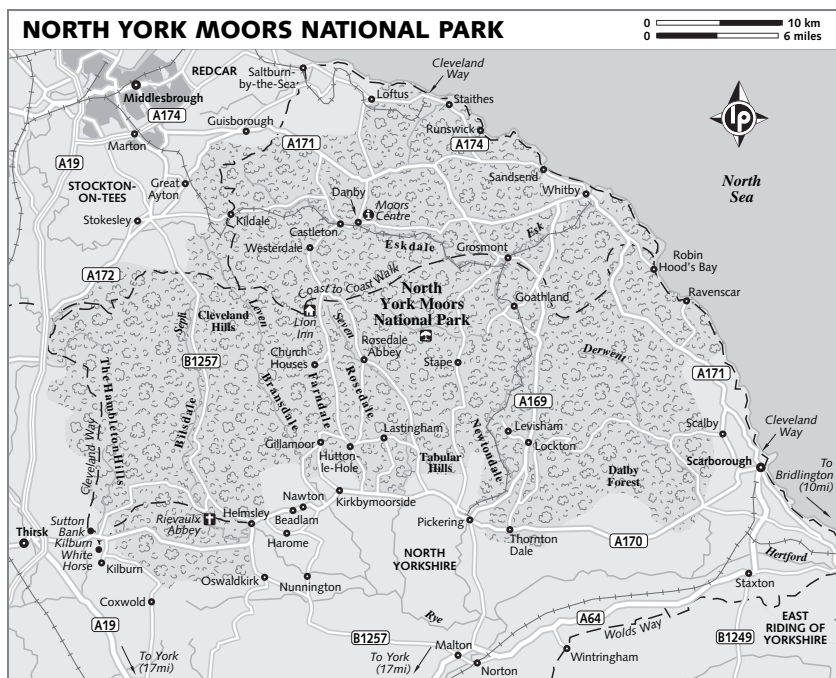 NORTH YORK MOORS NATIONAL PARK
0 10 km
0 6 miles
REDCAR
Saltburn-
by-the-Sea
Cleveland
Way
Middlesbrough
Loftus
Staithes
A174
Guisborough
Runswick
lp
A171
A174
Marton
A19
Sandsend
North
Sea
STOCKTON-
ON-TEES
Great
Ayton
Danby
Moors
Centre
Whitby
Stokesley
Kildale
Castleton
Esk
Westerdale
Eskdale
Grosmont
Robin
Hood's Bay
A172
Coast to Coast Walk
North
York Moors
National Park
Goathland
Ravenscar
Seph
Cleveland
Hills
Leven
Lion
Inn
Seven
Rosedale
Abbey
Derwent
B1257
Church
Houses
Stape
A171
The Hambleton Hills
Bransdale
Farndale
Rosedale
A169
Bilsdale
Cleveland Way
Lastingham
Levisham
Scalby
Cleveland
Way
Gillamoor
Hutton-
le-Hole
Tabular
Hills
Newtondale
Lockton
Scarborough
Dalby
Forest
To
Bridlington
(10mi)
Nawton
Kirkbymoorside
Rievaulx
Abbey
Helmsley
Beadlam
Pickering
Sutton
Bank
Thirsk
Kilburn
White
Horse
Harome
Thornton
Dale
A170
NORTH
YORKSHIRE
Hertford
Kilburn
Oswaldkirk
Nunnington
Staxton
Coxwold
Rye
A64
EAST
RIDING OF
YORKSHIRE
A19
B1257
Wolds Way
B1249
To York
(17mi)
To York
(17mi)
Malton
Norton
Wintringham